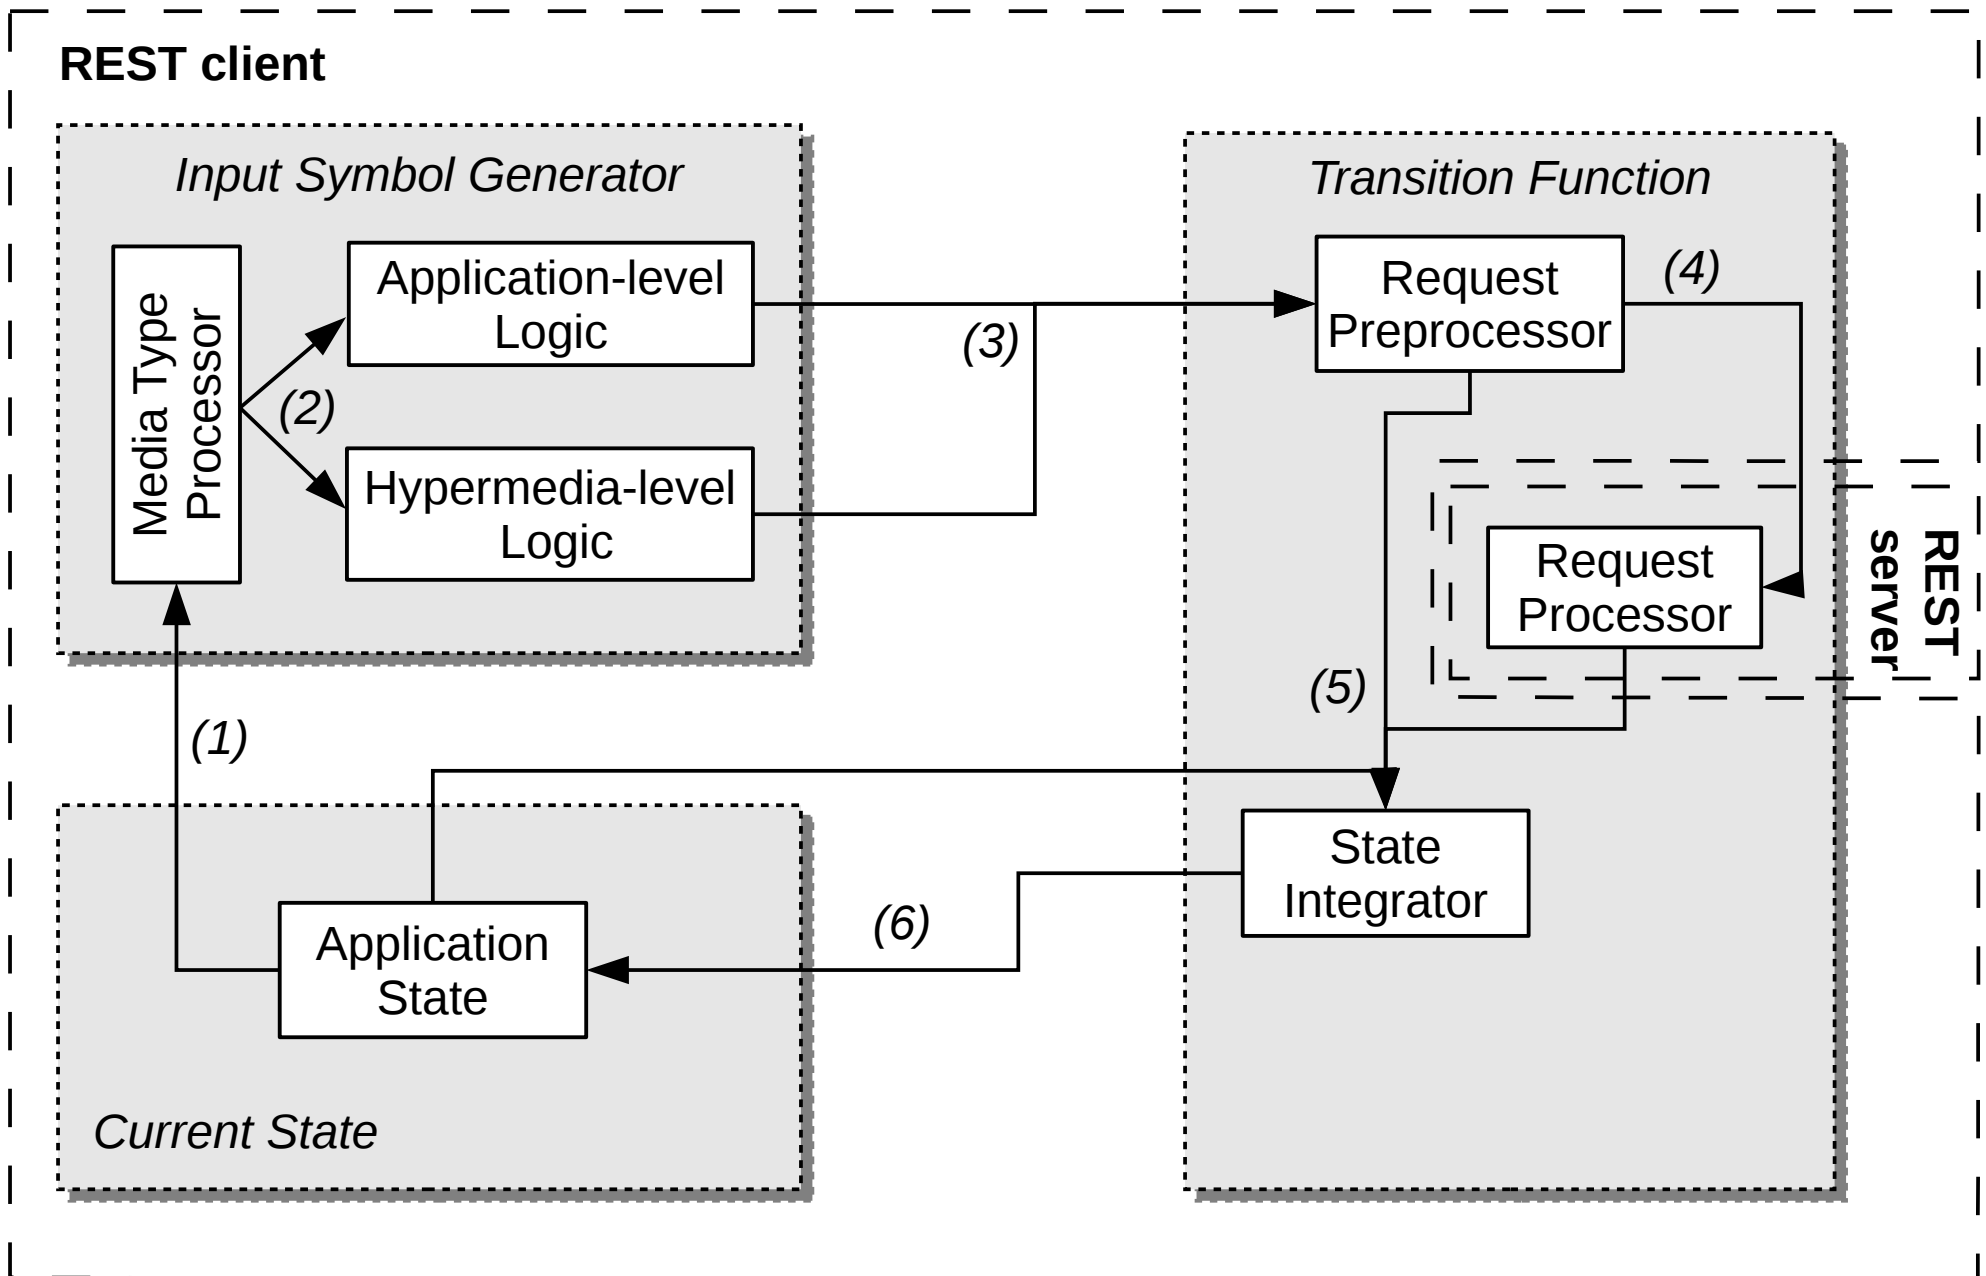 REST client
Input Symbol Generator
Media Type
Processor
Application-level
Logic
(2)
Hypermedia-level
Logic
(3)
Transition Function
Request
Preprocessor
(4)
Request
Processor
REST
server
(5)
(1)
State
Integrator
(6)
Application
State
Current State